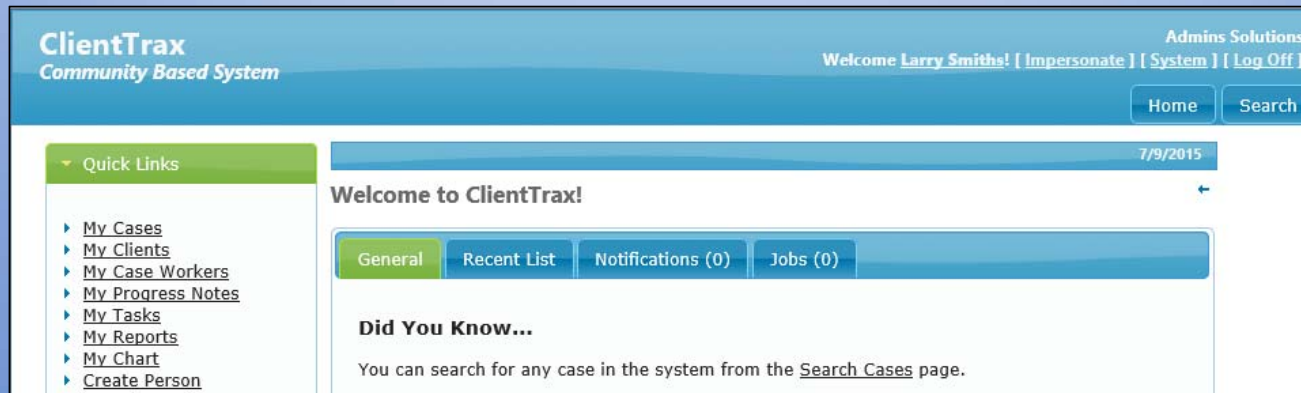 ClientTrax
Community Based System
Admins Solutions
Welcome Larry Smiths! [ Impersonate ] [ System ] [ Log Off ]
Home Search
Quick Links
7/9/2015
Welcome to ClientTrax!
My Cases
My Clients
My Case Workers
My Progress Notes
My Tasks
My Reports
My Chart
Create Person
General Recent List Notifications (0) Jobs (0)
Did You Know...
You can search for any case in the system from the Search Cases page.